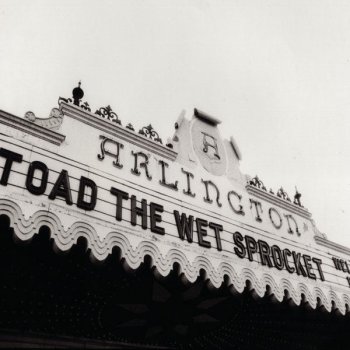 A
ARLINGTON
TOAD THE WET SPROCKET